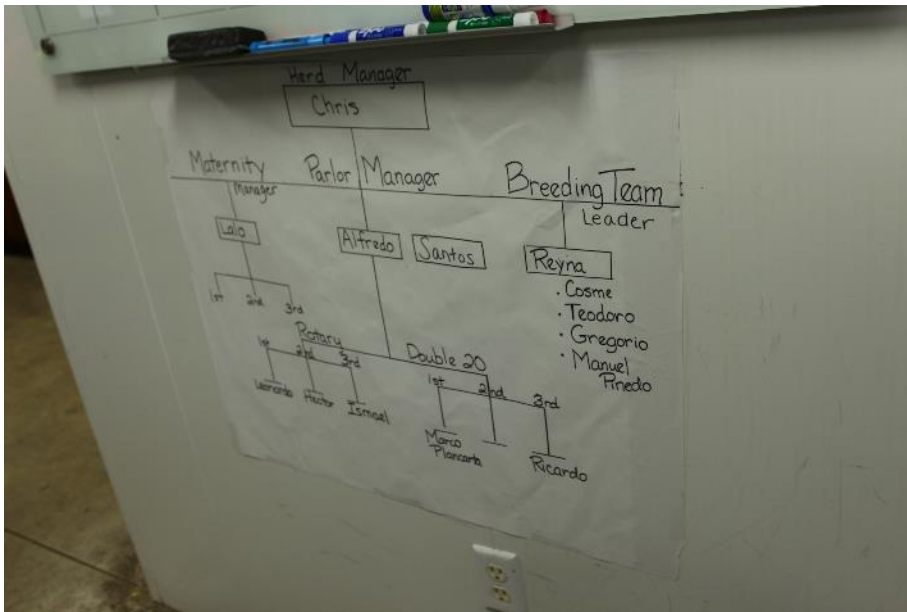 Herd Manager
Chris
Maternity Parlor Manager Breeding Team
Manager
Leader
Lalo
Alfredo
Santos
Reyna
· Cosme
· Teodoro
· Gregorio
· Manuel
Pinedo
1st 2nd 3rd
Rotary
Double 20
1st 2nd 3rd
1st 2nd 3rd
Leonardo Hector Ismael
Marco
Plancarta
Ricardo